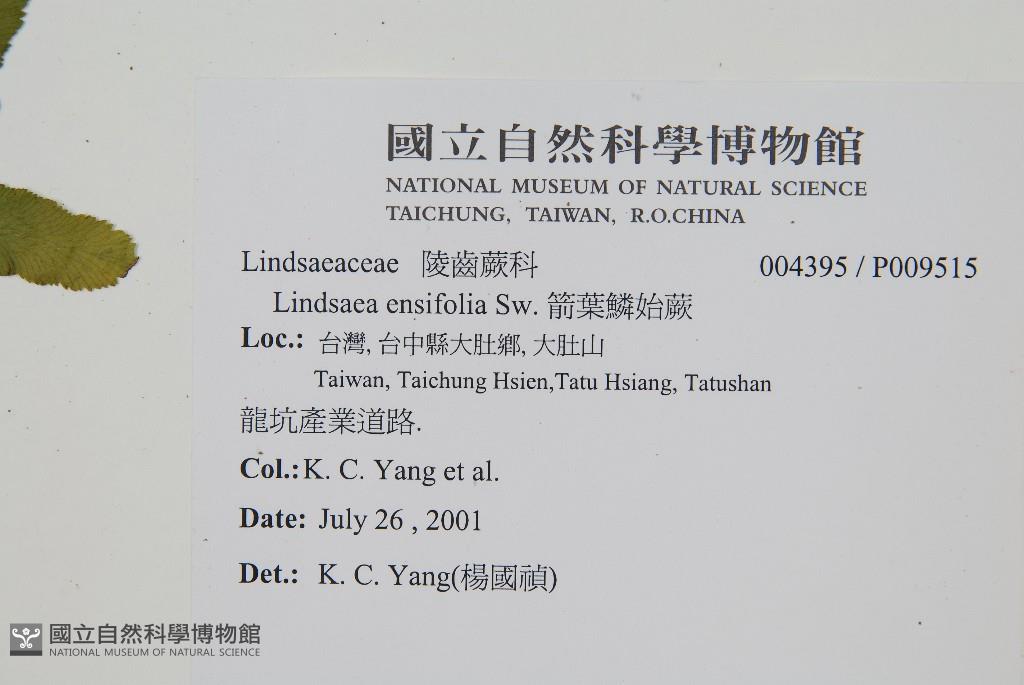 國立自然科學博物館
NATIONAL MUSEUM OF NATURAL SCIENCE
TAICHUNG, TAIWAN, R.O.CHINA
Lindsaeaceae 陵齒蕨科 004395 / P009515
Lindsaea ensifolia Sw. 箭葉鱗始蕨
Loc.: 台灣, 台中縣大肚鄉, 大肚山
Taiwan, Taichung Hsien,Tatu Hsiang, Tatushan
龍坑產業道路.
Col.: K. C. Yang et al.
Date: July 26 , 2001
Det.: K. C. Yang(楊國禎)
國立自然科學博物館
NATIONAL MUSEUM OF NATURAL SCIENCE